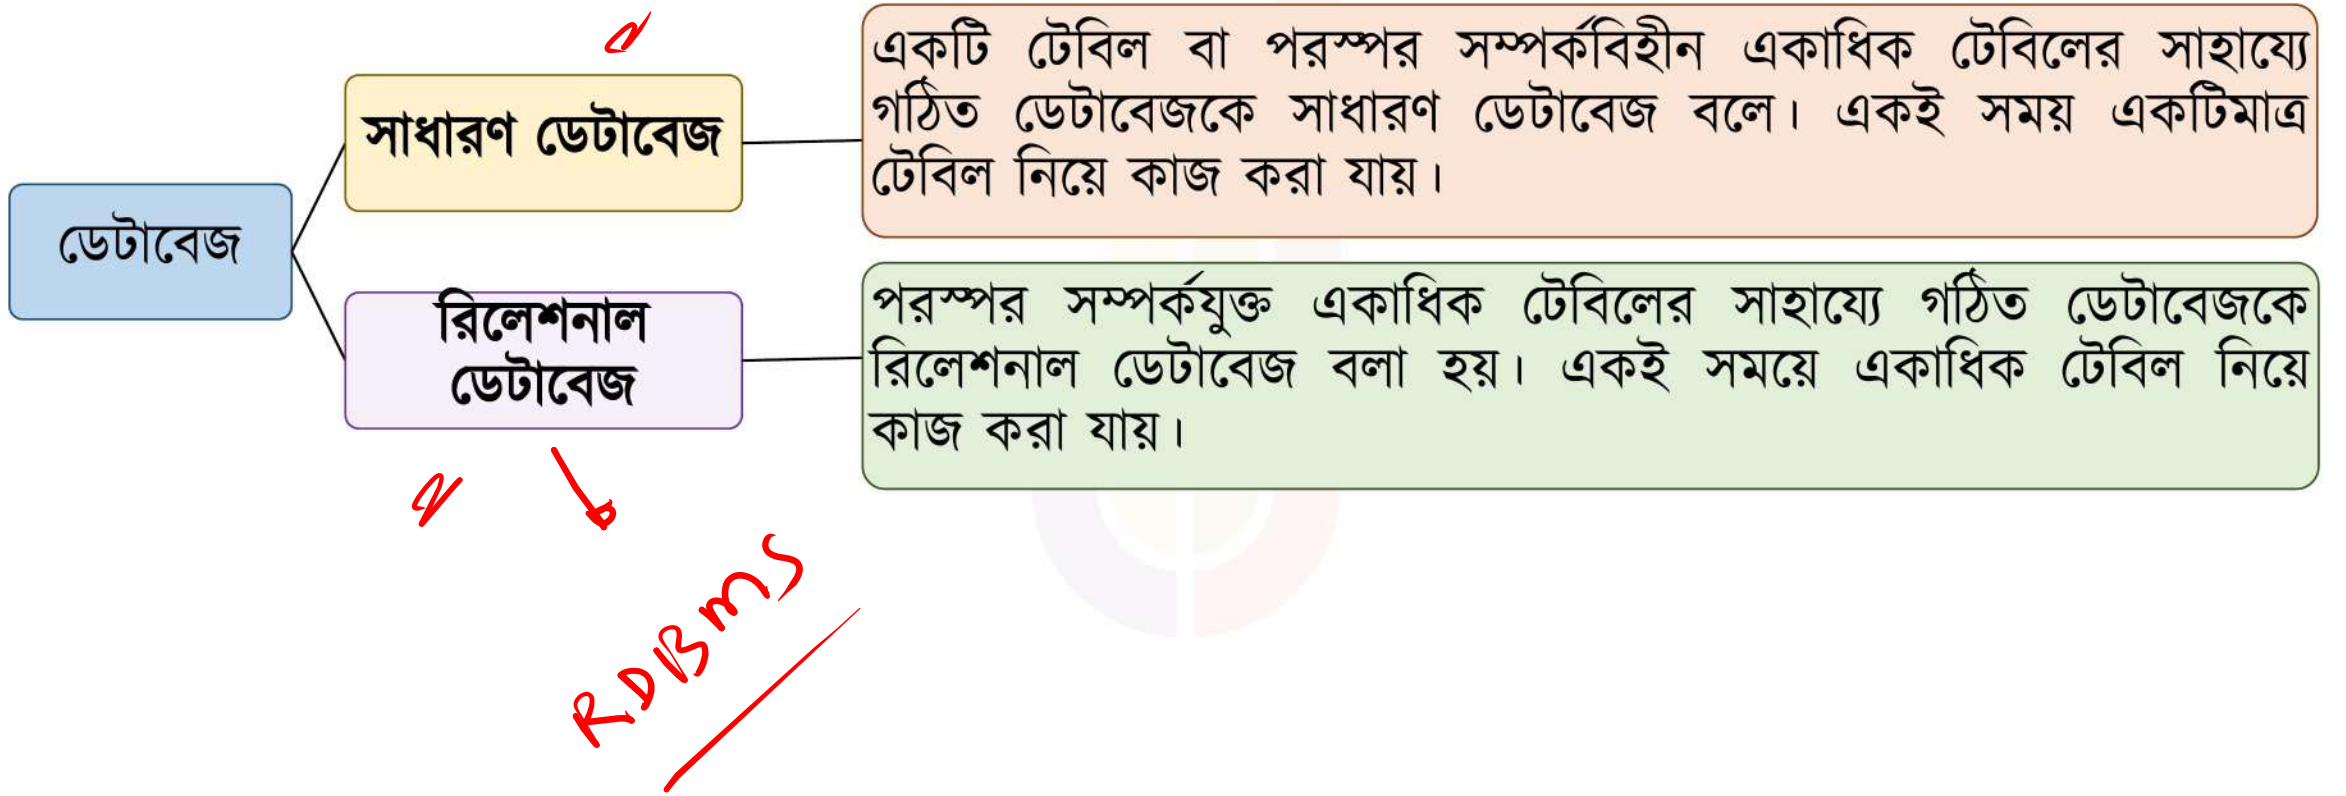 একটি টেবিল বা পরস্পর সম্পর্কবিহীন একাধিক টেবিলের সাহায্যে
গঠিত ডেটাবেজকে সাধারণ ডেটাবেজ বলে। একই সময় একটিমাত্র
টেবিল নিয়ে কাজ করা যায়।
সাধারণ ডেটাবেজ
ডেটাবেজ
রিলেশনাল
ডেটাবেজ
পরস্পর সম্পর্কযুক্ত একাধিক টেবিলের সাহায্যে গঠিত ডেটাবেজকে
রিলেশনাল ডেটাবেজ বলা হয়। একই সময়ে একাধিক টেবিল নিয়ে
কাজ করা যায়।
RDBMS